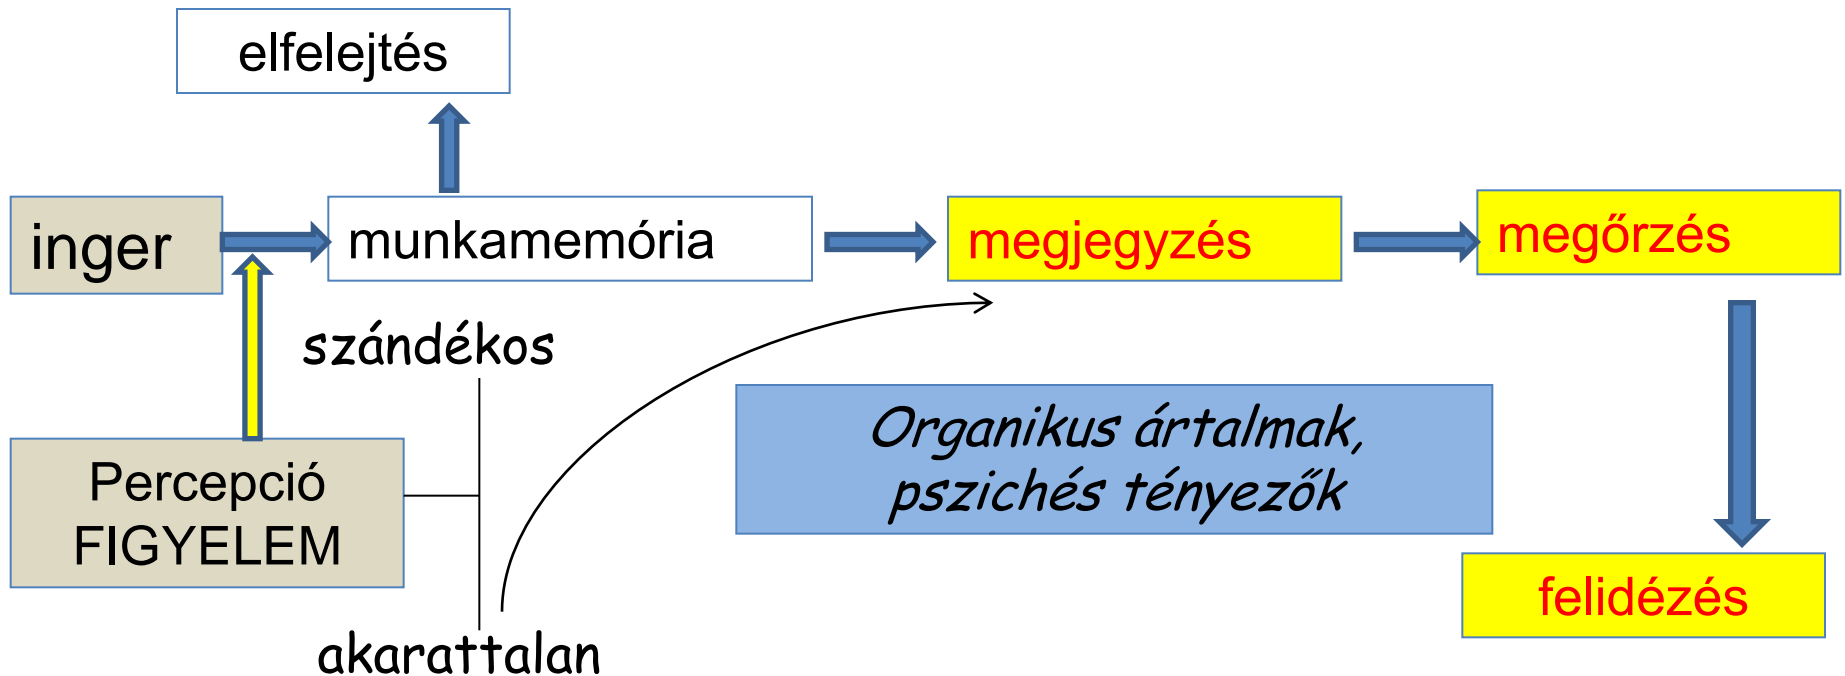 elfelejtés
inger
munkamemória
megjegyzés
megőrzés
szándékos
Percepció
FIGYELEM
akarattalan
Organikus ártalmak,
pszichés tényezők
felidézés